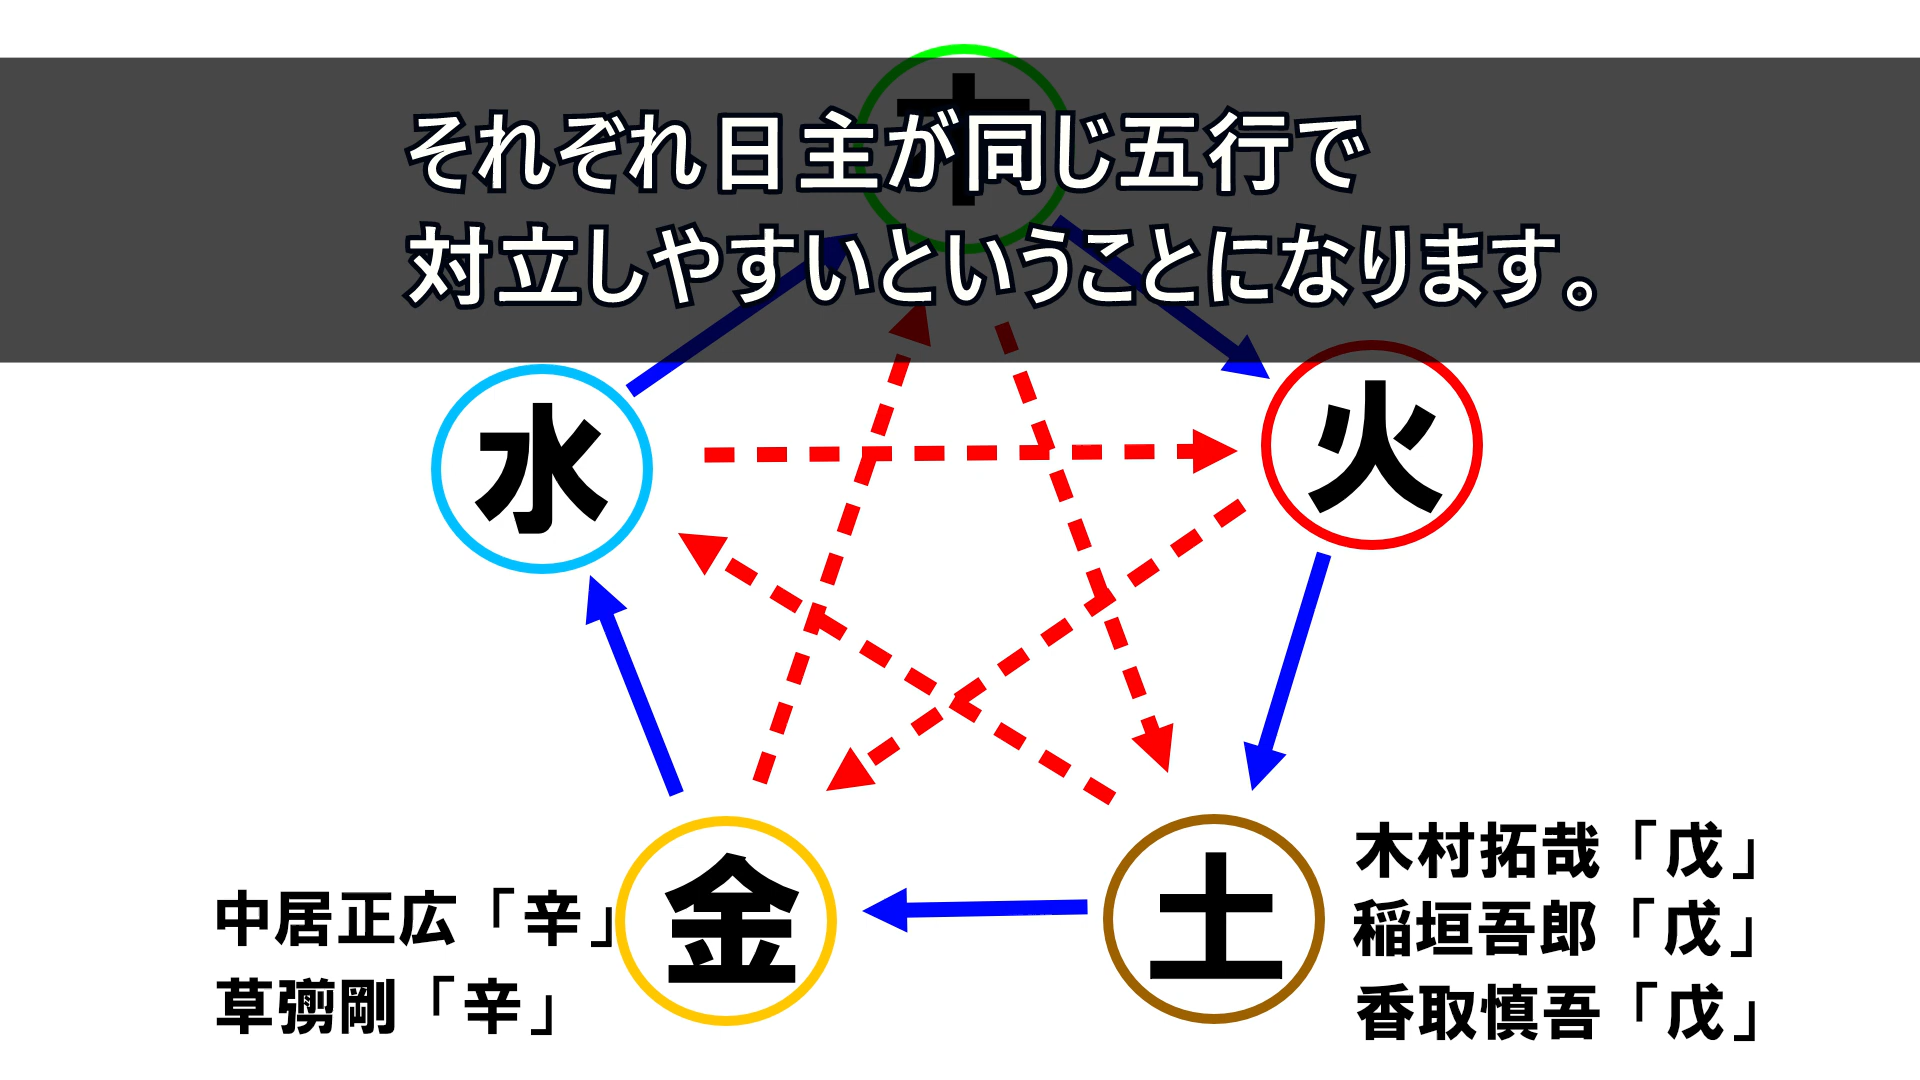 それぞれ日主が同じ五行で
対立しやすいということになります。
木
水
火
金
土
中居正広「辛」
草彅剛「辛」
木村拓哉「戊」
稲垣吾郎「戊」
香取慎吾「戊」